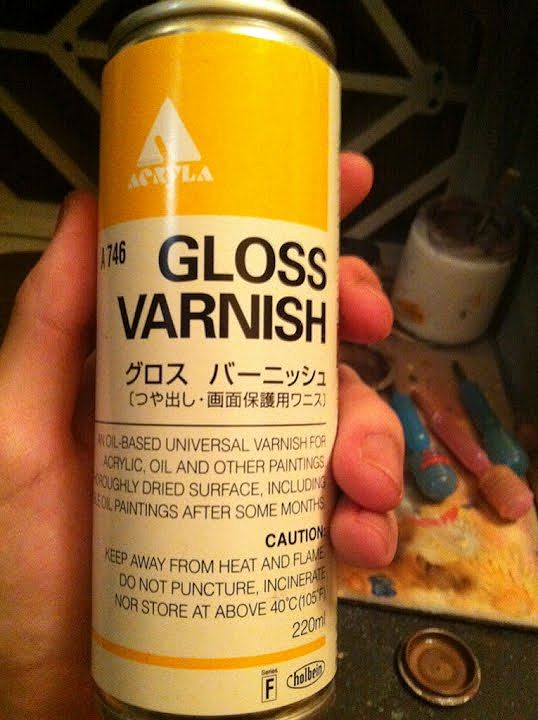 ACRYLA
A 746
GLOSS
VARNISH
グロス バーニッシュ
〔つや出し・画面保護用ワニス〕
AN OIL-BASED UNIVERSAL VARNISH FOR
ACRYLIC, OIL AND OTHER PAINTINGS.
OROUGHLY DRIED SURFACE, INCLUDING
LE OIL PAINTINGS AFTER SOME MONTHS.
CAUTION:
KEEP AWAY FROM HEAT AND FLAME.
DO NOT PUNCTURE, INCINERATE
NOR STORE AT ABOVE 40℃(105°F)
220ml
Series
F
holbein